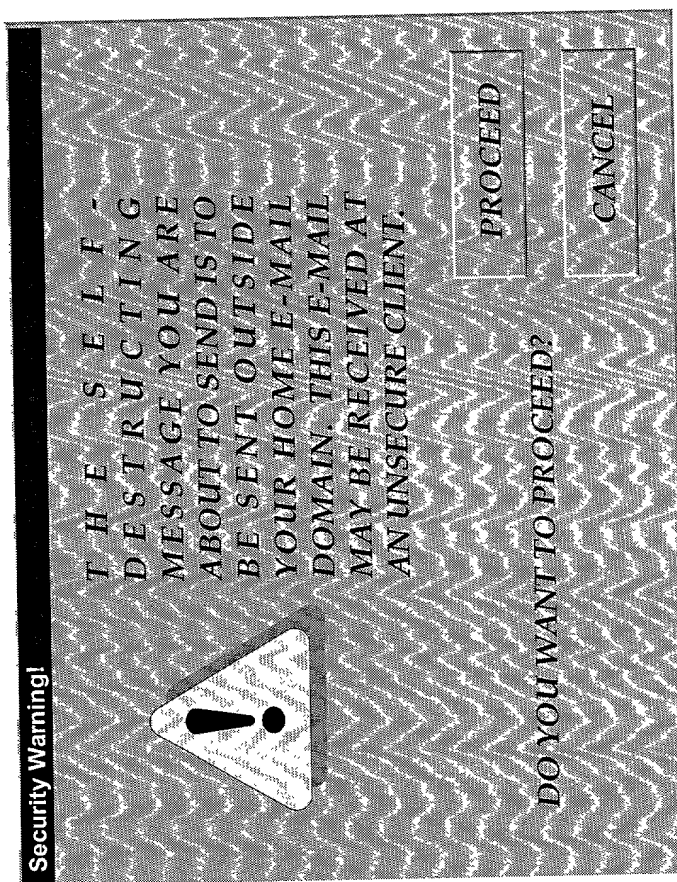 Security Warning!
THE SELF-
DESTRUCTING
MESSAGE YOU ARE
ABOUT TO SEND IS TO
BE SENT OUTSIDE
YOUR HOME E-MAIL
DOMAIN. THIS E-MAIL
MAY BE RECEIVED AT
AN UNSECURE CLIENT.
DO YOU WANT TO PROCEED?
PROCEED
CANCEL